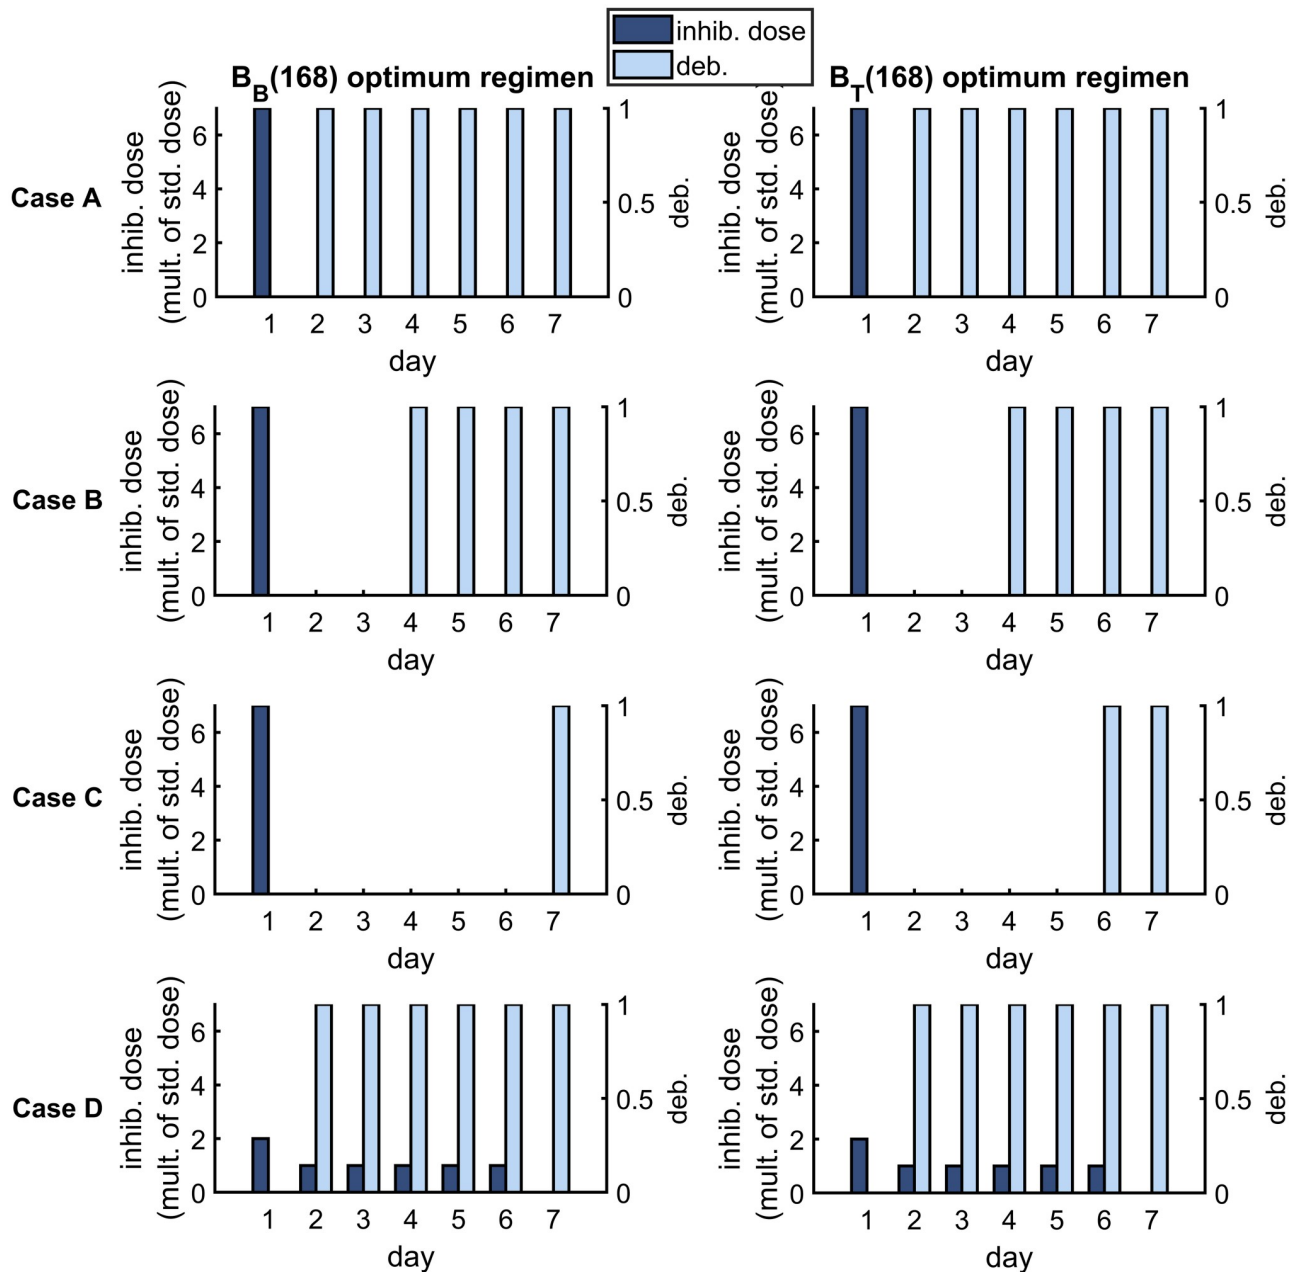 inhib. dose
deb.
B_B(168) optimum regimen
B_T(168) optimum regimen
Case A
inhib. dose
(mult. of std. dose)
6
4
2
0
1
0.5
0
deb.
1 2 3 4 5 6 7
day
inhib. dose
(mult. of std. dose)
6
4
2
0
1
0.5
0
deb.
1 2 3 4 5 6 7
day
Case B
inhib. dose
(mult. of std. dose)
6
4
2
0
1
0.5
0
deb.
1 2 3 4 5 6 7
day
inhib. dose
(mult. of std. dose)
6
4
2
0
1
0.5
0
deb.
1 2 3 4 5 6 7
day
Case C
inhib. dose
(mult. of std. dose)
6
4
2
0
1
0.5
0
deb.
1 2 3 4 5 6 7
day
inhib. dose
(mult. of std. dose)
6
4
2
0
1
0.5
0
deb.
1 2 3 4 5 6 7
day
Case D
inhib. dose
(mult. of std. dose)
6
4
2
0
1
0.5
0
deb.
1 2 3 4 5 6 7
day
inhib. dose
(mult. of std. dose)
6
4
2
0
1
0.5
0
deb.
1 2 3 4 5 6 7
day